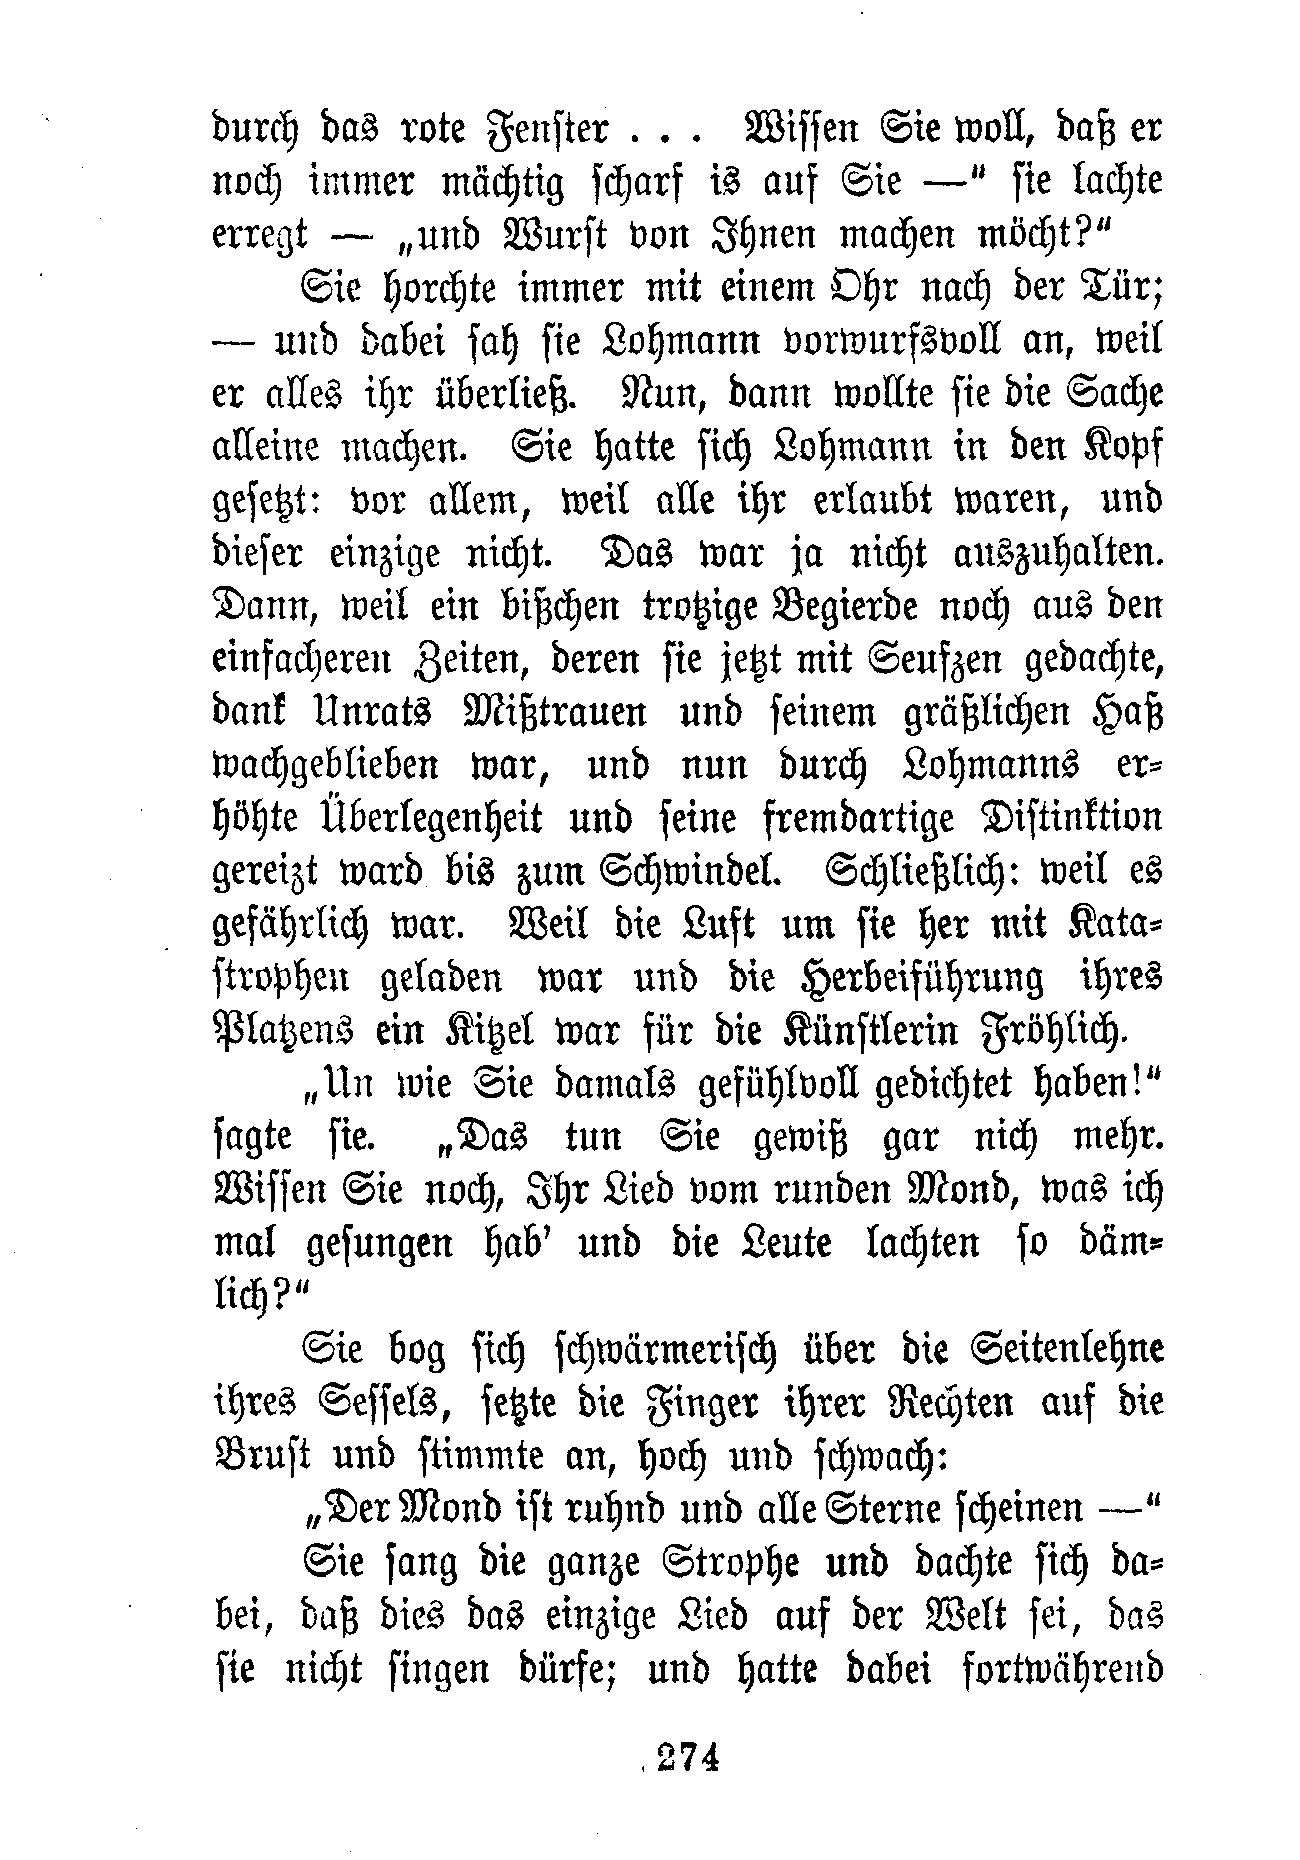 durch das rote Fenster . . . Wissen Sie woll, daß er
noch immer mächtig scharf is auf Sie —“ sie lachte
erregt — „und Wurst von Ihnen machen möcht?“
Sie horchte immer mit einem Ohr nach der Tür;
— und dabei sah sie Lohmann vorwurfsvoll an, weil
er alles ihr überließ. Nun, dann wollte sie die Sache
alleine machen. Sie hatte sich Lohmann in den Kopf
gesetzt: vor allem, weil alle ihr erlaubt waren, und
dieser einzige nicht. Das war ja nicht auszuhalten.
Dann, weil ein bißchen trotzige Begierde noch aus den
einfacheren Zeiten, deren sie jetzt mit Seufzen gedachte,
dank Unrats Mißtrauen und seinem gräßlichen Haß
wachgeblieben war, und nun durch Lohmanns er-
höhte Überlegenheit und seine fremdartige Distinktion
gereizt ward bis zum Schwindel. Schließlich: weil es
gefährlich war. Weil die Luft um sie her mit Kata-
strophen geladen war und die Herbeiführung ihres
Platzens ein Kitzel war für die Künstlerin Fröhlich.
„Un wie Sie damals gefühlvoll gedichtet haben!“
sagte sie. „Das tun Sie gewiß gar nich mehr.
Wissen Sie noch, Ihr Lied vom runden Mond, was ich
mal gesungen hab’ und die Leute lachten so däm-
lich?“
Sie bog sich schwärmerisch über die Seitenlehne
ihres Sessels, setzte die Finger ihrer Rechten auf die
Brust und stimmte an, hoch und schwach:
„Der Mond ist ruhnd und alle Sterne scheinen —“
Sie sang die ganze Strophe und dachte sich da-
bei, daß dies das einzige Lied auf der Welt sei, das
sie nicht singen dürfe; und hatte dabei fortwährend
274